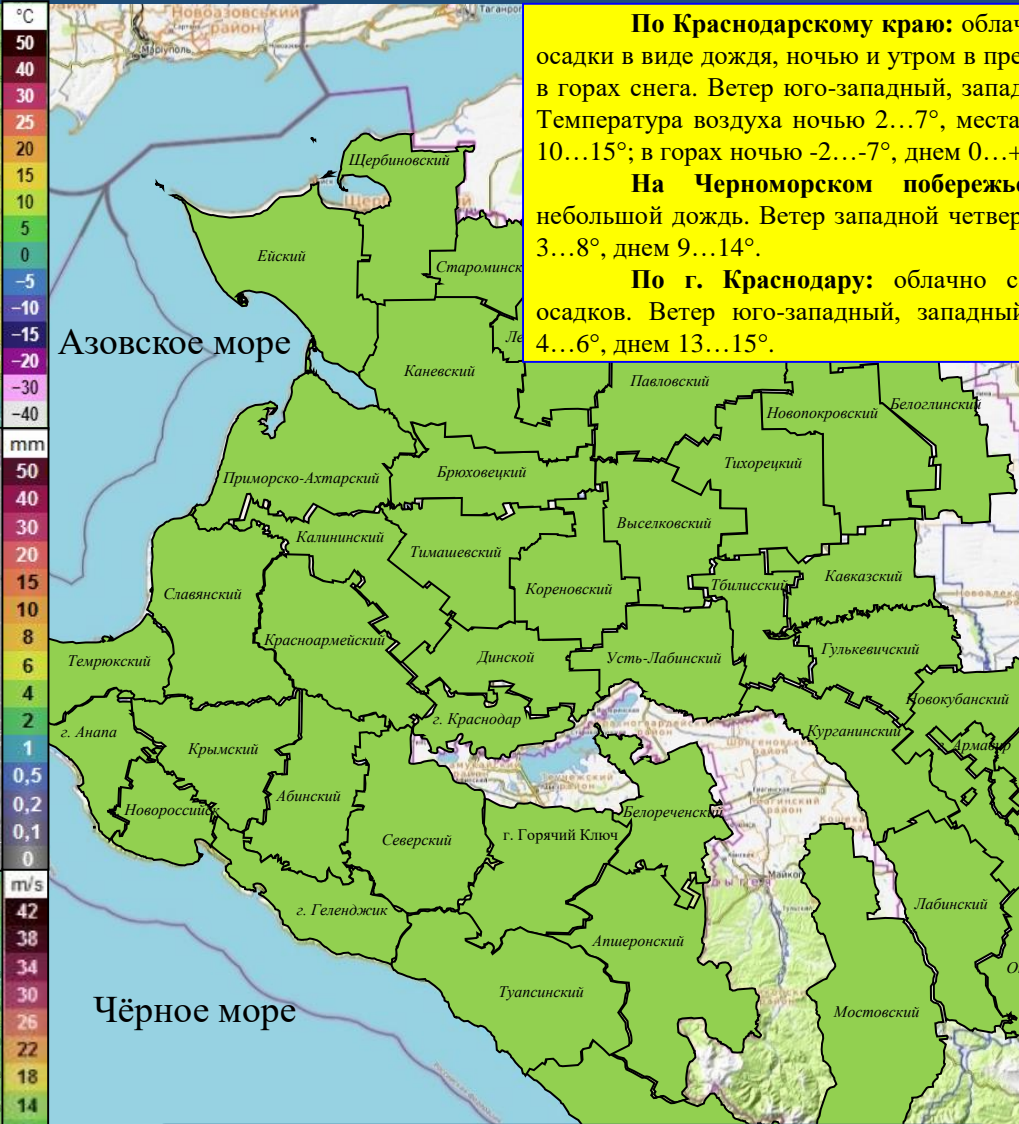 °C
50
40
30
25
20
15
10
5
0
−5
−10
−15
−20
−30
−40
mm
50
40
30
20
15
10
8
6
4
2
1
0,5
0,2
0,1
0
m/s
42
38
34
30
26
22
18
14
По Краснодарскому краю: облач
осадки в виде дождя, ночью и утром в пре
в горах снега. Ветер юго-западный, запад
Температура воздуха ночью 2…7°, места
10…15°; в горах ночью -2…-7°, днем 0…+
На Черноморском побережье
небольшой дождь. Ветер западной четвер
3…8°, днем 9…14°.
По г. Краснодару: облачно с
осадков. Ветер юго-западный, западный
4…6°, днем 13…15°.
Новоазовський
район
Маріуполь
Таганрог
Щербиновский
Ейский
Староминск
Азовское море
Ле
Каневский
Павловский
Новопокровский
Белоглинский
Приморско-Ахтарский
Брюховецкий
Тихорецкий
Калининский
Тимашевский
Выселковский
Славянский
Кореновский
Тбилисский
Кавказский
Красноармейский
Темрюкский
Динской
Усть-Лабинский
Гулькевичский
Новокубанский
г. Анапа
Крымский
г. Краснодар
Курганинский
Армавир
Новороссийск
Абинский
Северский
г. Горячий Ключ
Белореченский
Майкоп
г. Геленджик
Апшеронский
Лабинский
Туапсинский
Мостовский
Чёрное море